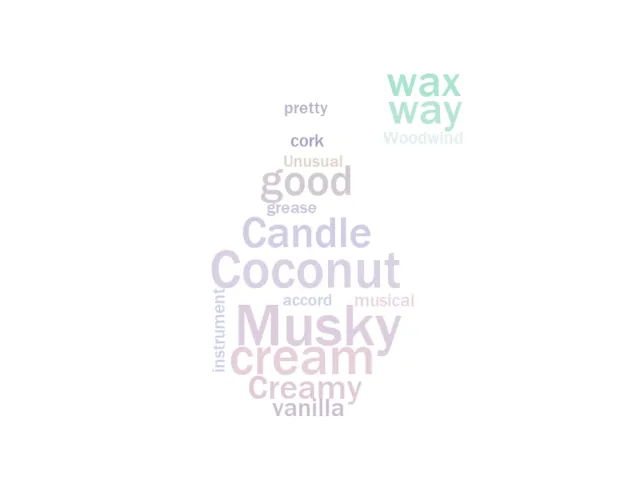 wax
pretty
way
cork
Woodwind
Unusual
good
grease
Candle
Coconut
accord
musical
instrument
Musky
cream
Creamy
vanilla